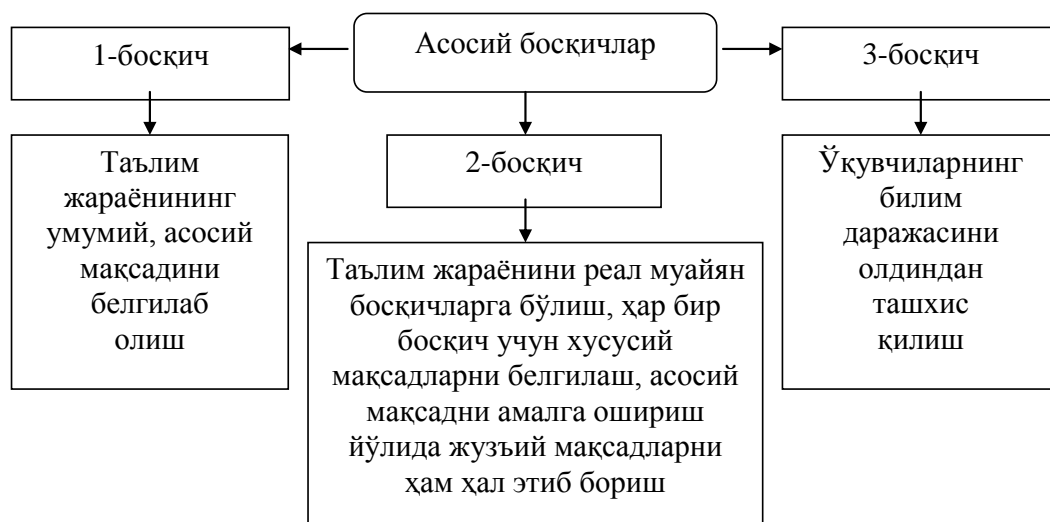 Асосий босқичлар
1-босқич
Таълим
жараёнининг
умумий, асосий
мақсадини
белгилаб
олиш
2-босқич
Таълим жараёнини реал муайян
босқичларга бўлиш, ҳар бир
босқич учун хусусий
мақсадларни белгилаш, асосий
мақсадни амалга ошириш
йўлида жузъий мақсадларни
ҳам ҳал этиб бориш
3-босқич
Ўқувчиларнинг
билим
даражасини
олдиндан
ташхис
қилиш